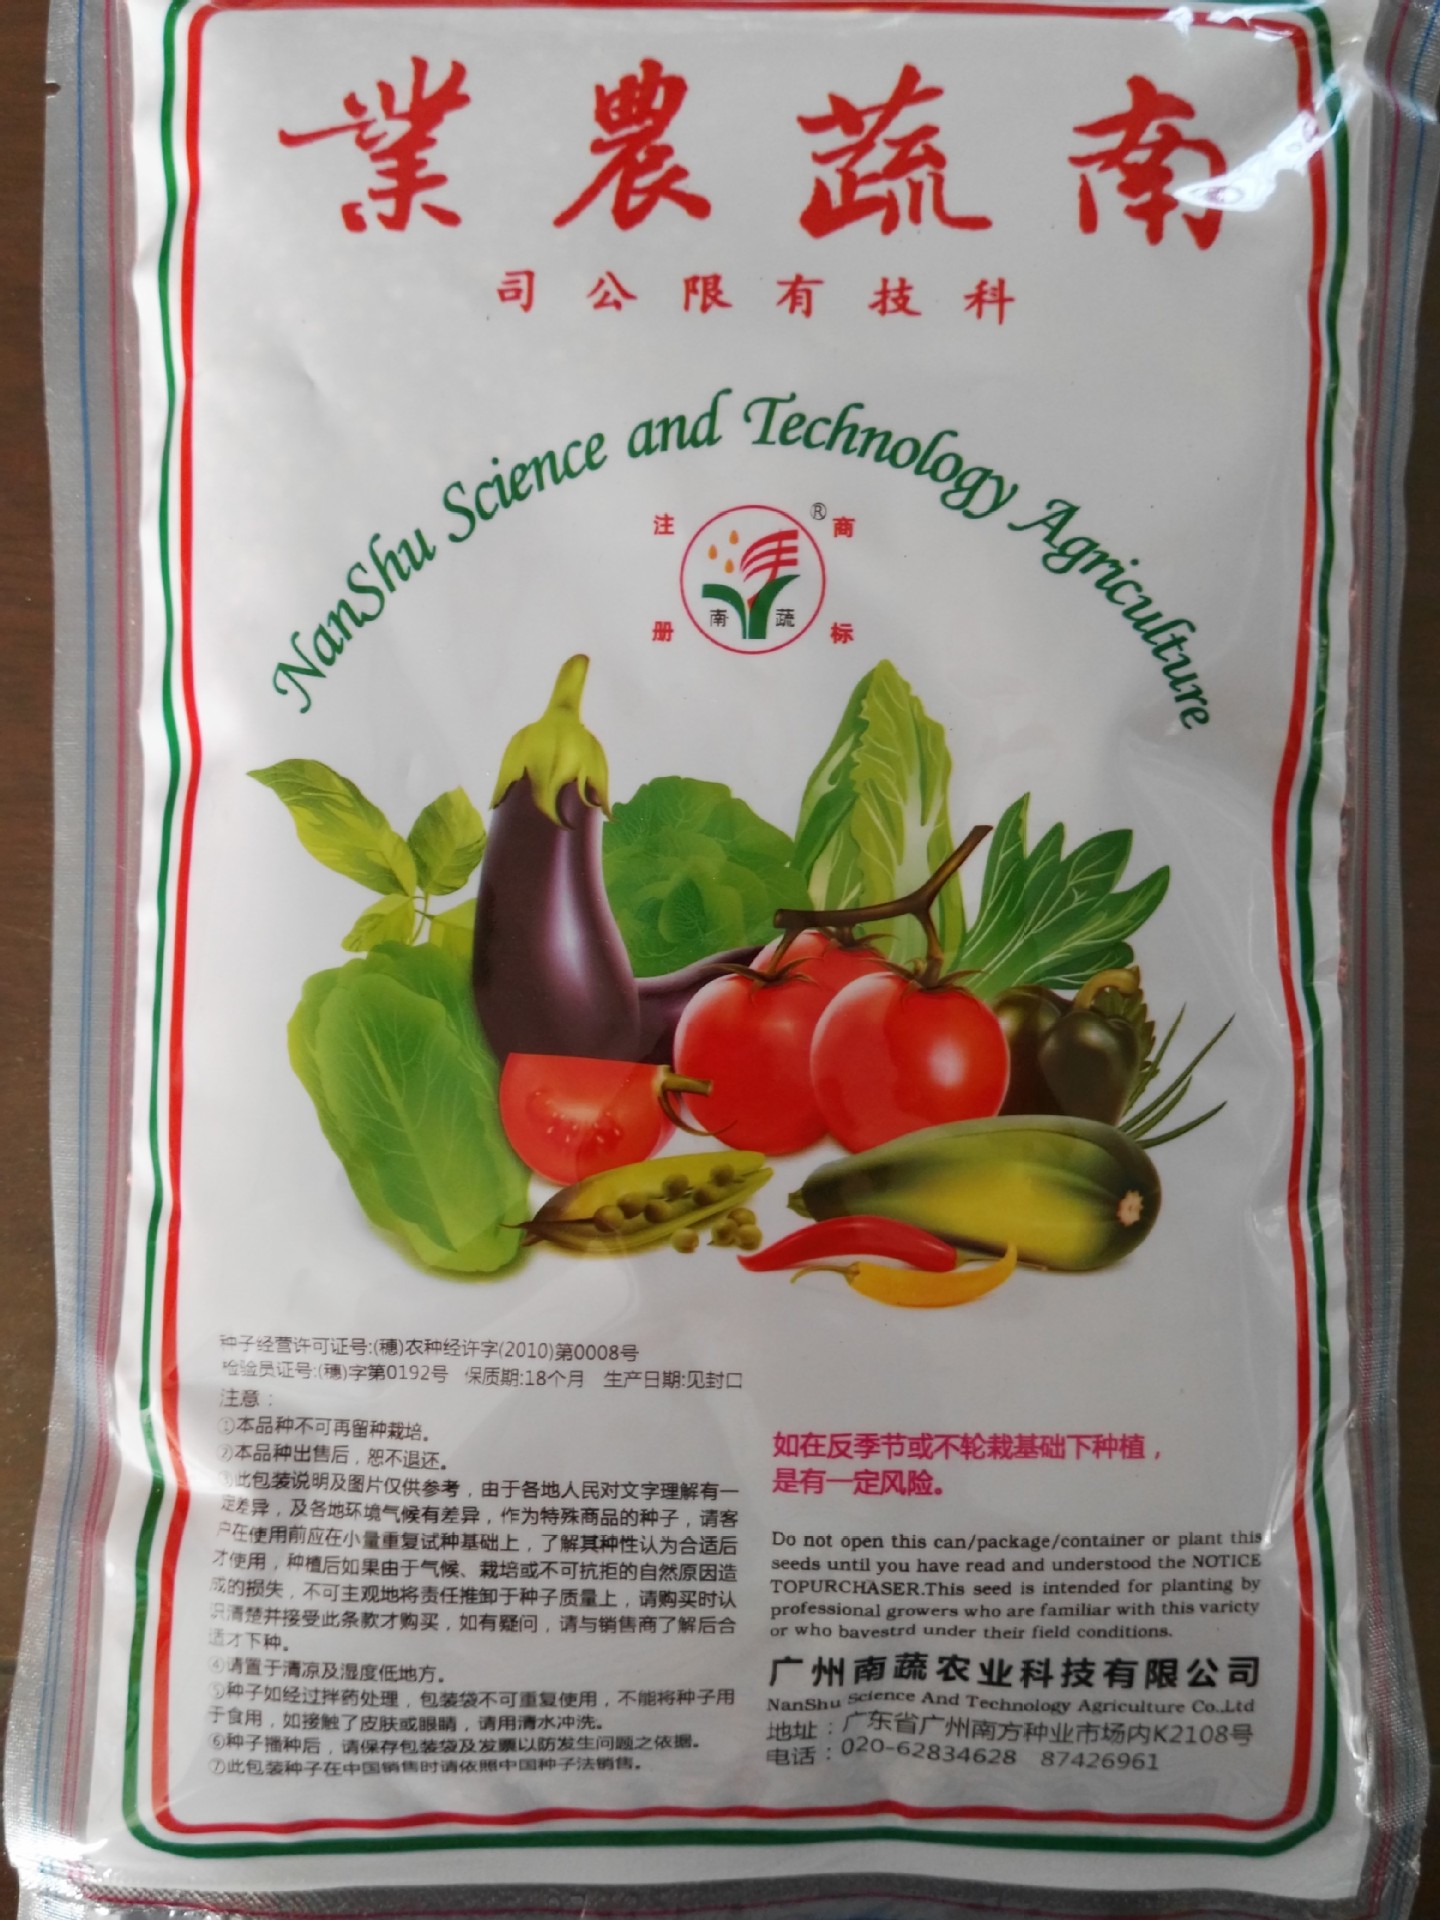 南蔬農業
科技有限公司
NanShu Science and Technology Agriculture
注 ® 商
南 蔬
册 标
种子经营许可证号:(穗)农种经许字(2010)第0008号
检验员证号:(穗)字第0192号 保质期:18个月 生产日期:见封口
注意：
①本品种不可再留种栽培。
②本品种出售后，恕不退还。
③此包装说明及图片仅供参考，由于各地人民对文字理解有一
定差异，及各地环境气候有差异，作为特殊商品的种子，请客
户在使用前应在小量重复试种基础上，了解其种性认为合适后
才使用，种植后如果由于气候、栽培或不可抗拒的自然原因造
成的损失，不可主观地将责任推卸于种子质量上，请购买时认
识清楚并接受此条款才购买，如有疑问，请与销售商了解后合
适才下种。
④请置于清凉及湿度低地方。
⑤种子如经过拌药处理，包装袋不可重复使用，不能将种子用
于食用，如接触了皮肤或眼睛，请用清水冲洗。
⑥种子播种后，请保存包装袋及发票以防发生问题之依据。
⑦此包装种子在中国销售时请依照中国种子法销售。
如在反季节或不轮栽基础下种植，
是有一定风险。
Do not open this can/package/container or plant this
seeds until you have read and understood the NOTICE
TOPURCHASER.This seed is intended for planting by
professional growers who are familiar with this varicty
or who bavestrd under their field conditions.
广州南蔬农业科技有限公司
NanShu Science And Technology Agriculture Co.,Ltd
地址：广东省广州南方种业市场内K2108号
电话：020-62834628 87426961